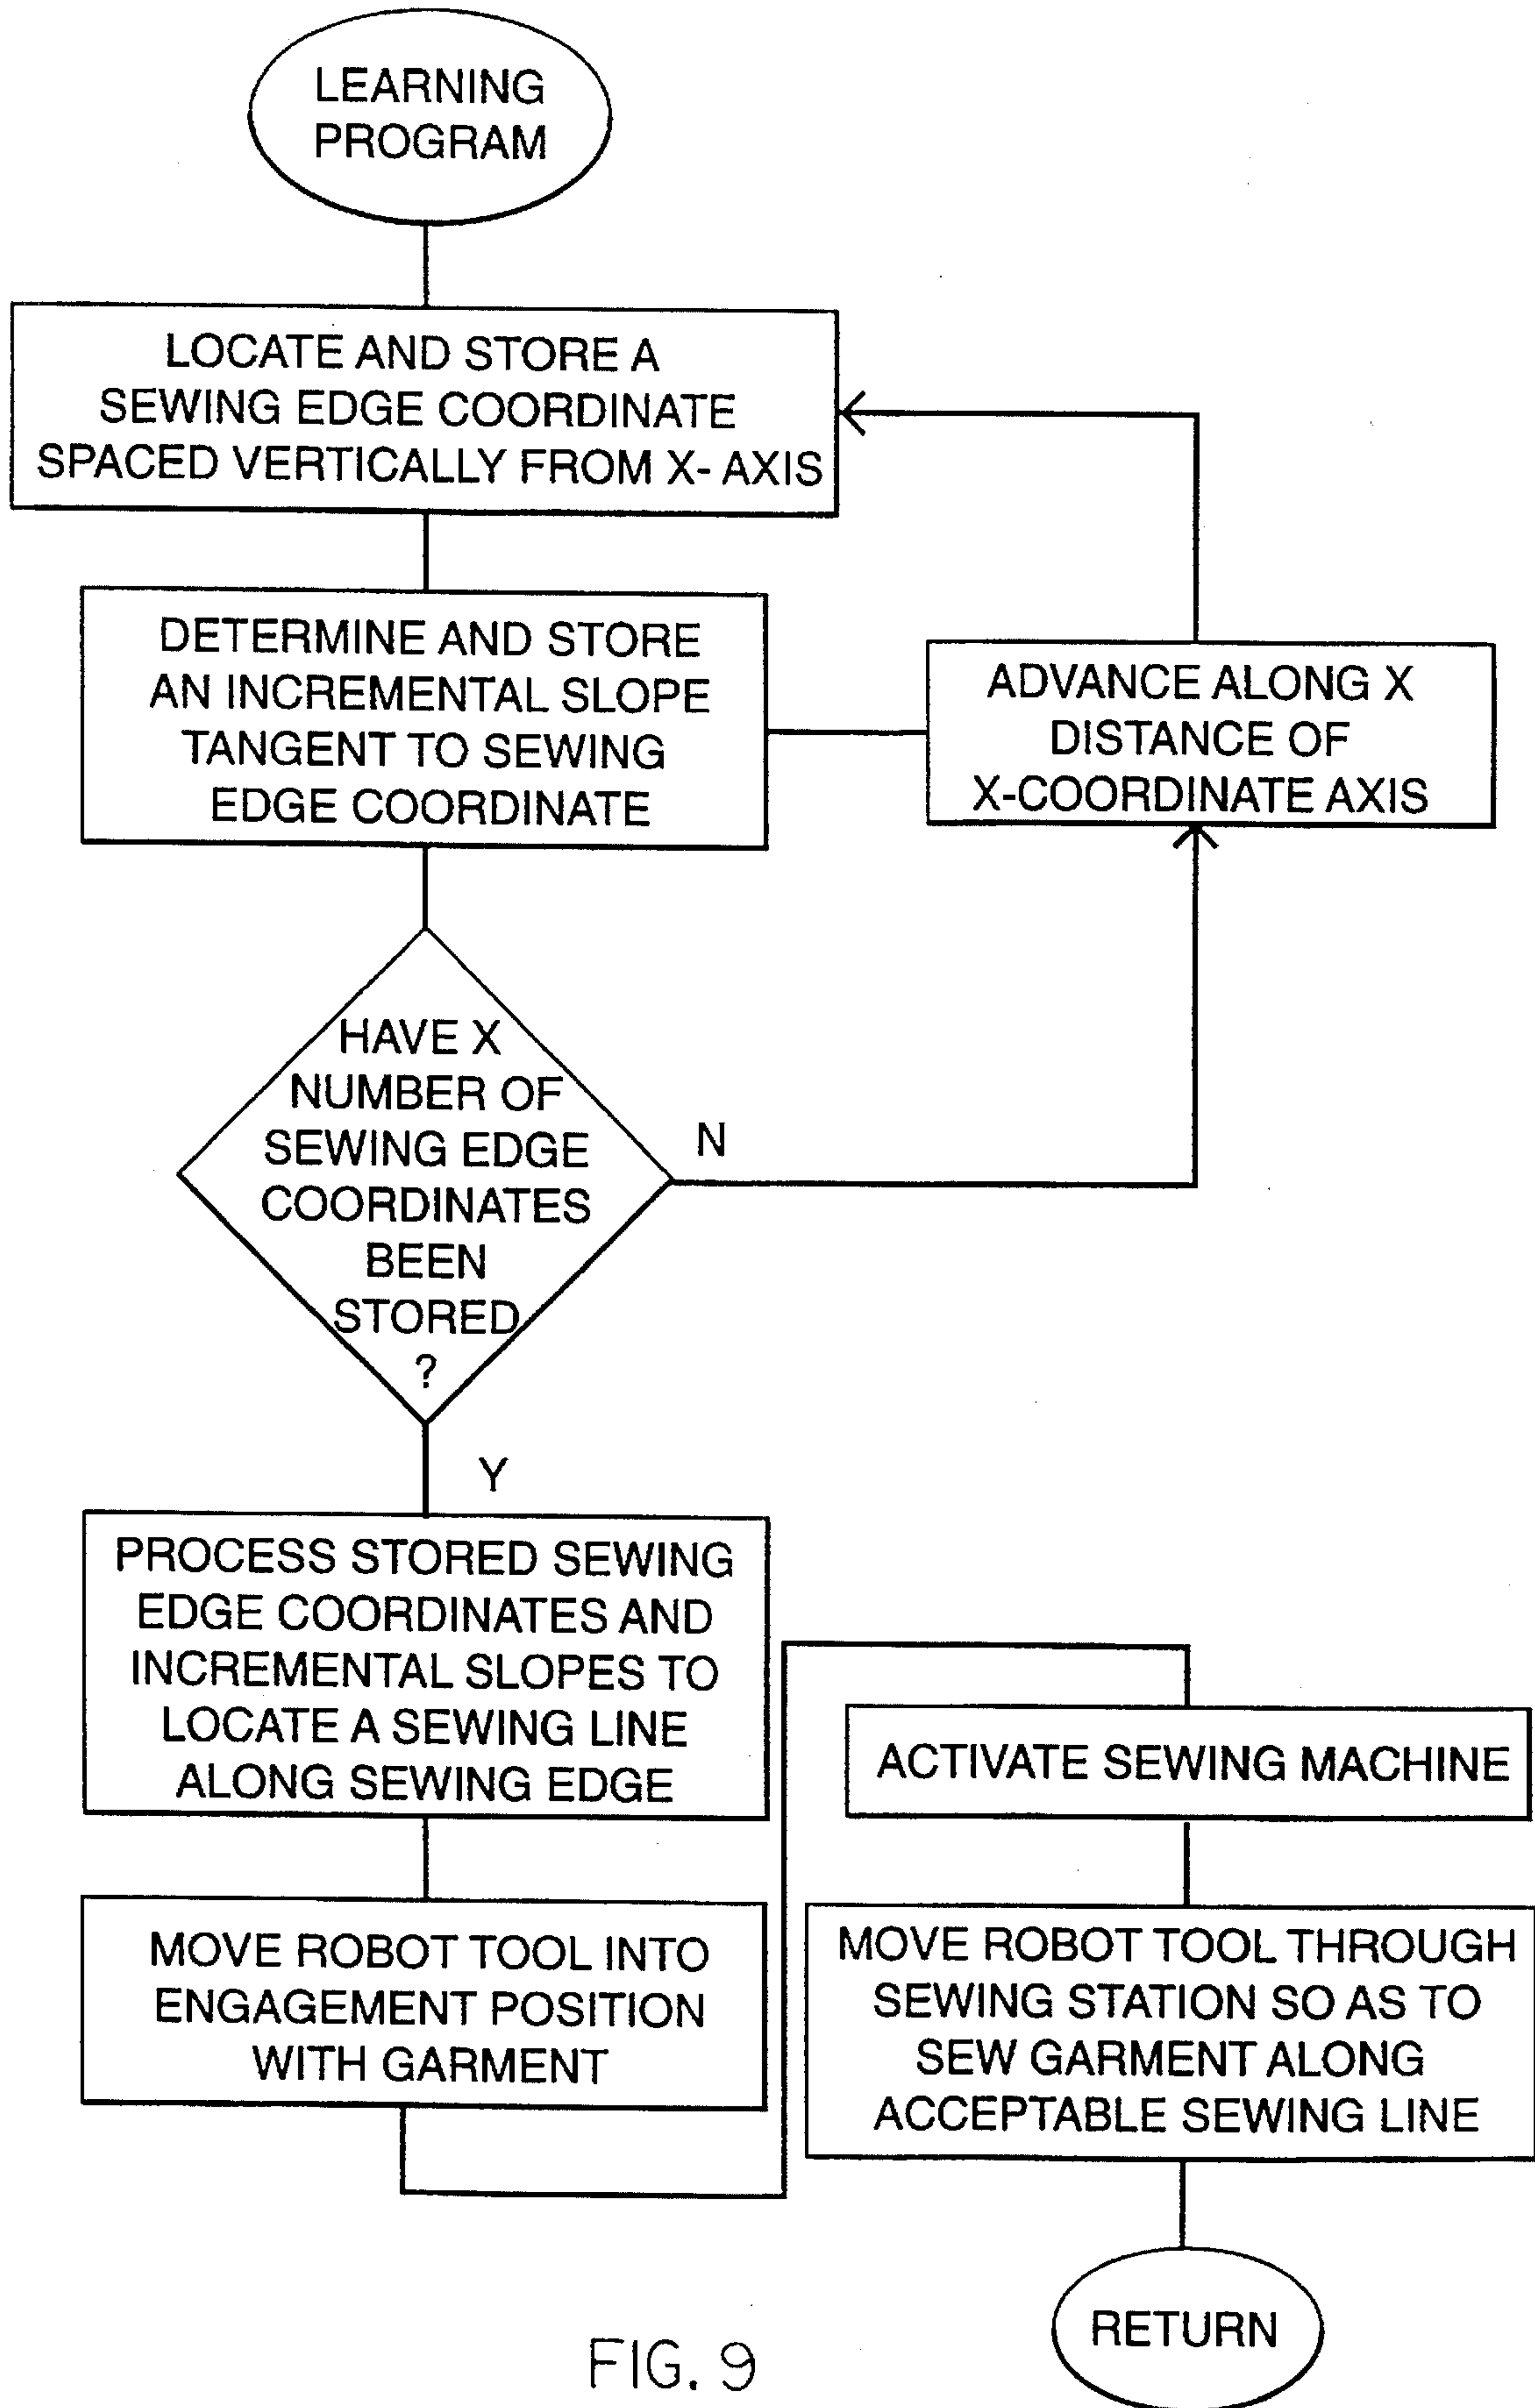 LEARNING
PROGRAM
LOCATE AND STORE A
SEWING EDGE COORDINATE
SPACED VERTICALLY FROM X- AXIS
DETERMINE AND STORE
AN INCREMENTAL SLOPE
TANGENT TO SEWING
EDGE COORDINATE
ADVANCE ALONG X
DISTANCE OF
X-COORDINATE AXIS
HAVE X
NUMBER OF
SEWING EDGE
COORDINATES
BEEN
STORED
?
N
Y
PROCESS STORED SEWING
EDGE COORDINATES AND
INCREMENTAL SLOPES TO
LOCATE A SEWING LINE
ALONG SEWING EDGE
MOVE ROBOT TOOL INTO
ENGAGEMENT POSITION
WITH GARMENT
ACTIVATE SEWING MACHINE
MOVE ROBOT TOOL THROUGH
SEWING STATION SO AS TO
SEW GARMENT ALONG
ACCEPTABLE SEWING LINE
RETURN
FIG. 9